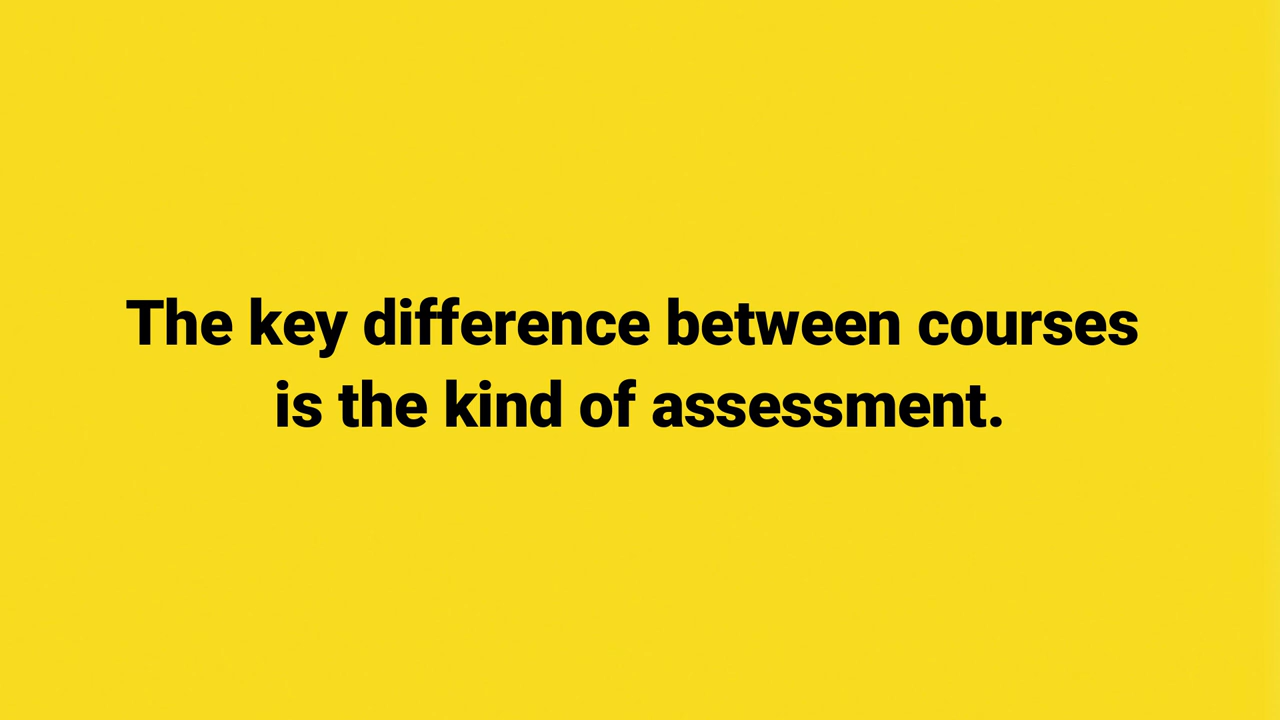 The key difference between courses
is the kind of assessment.